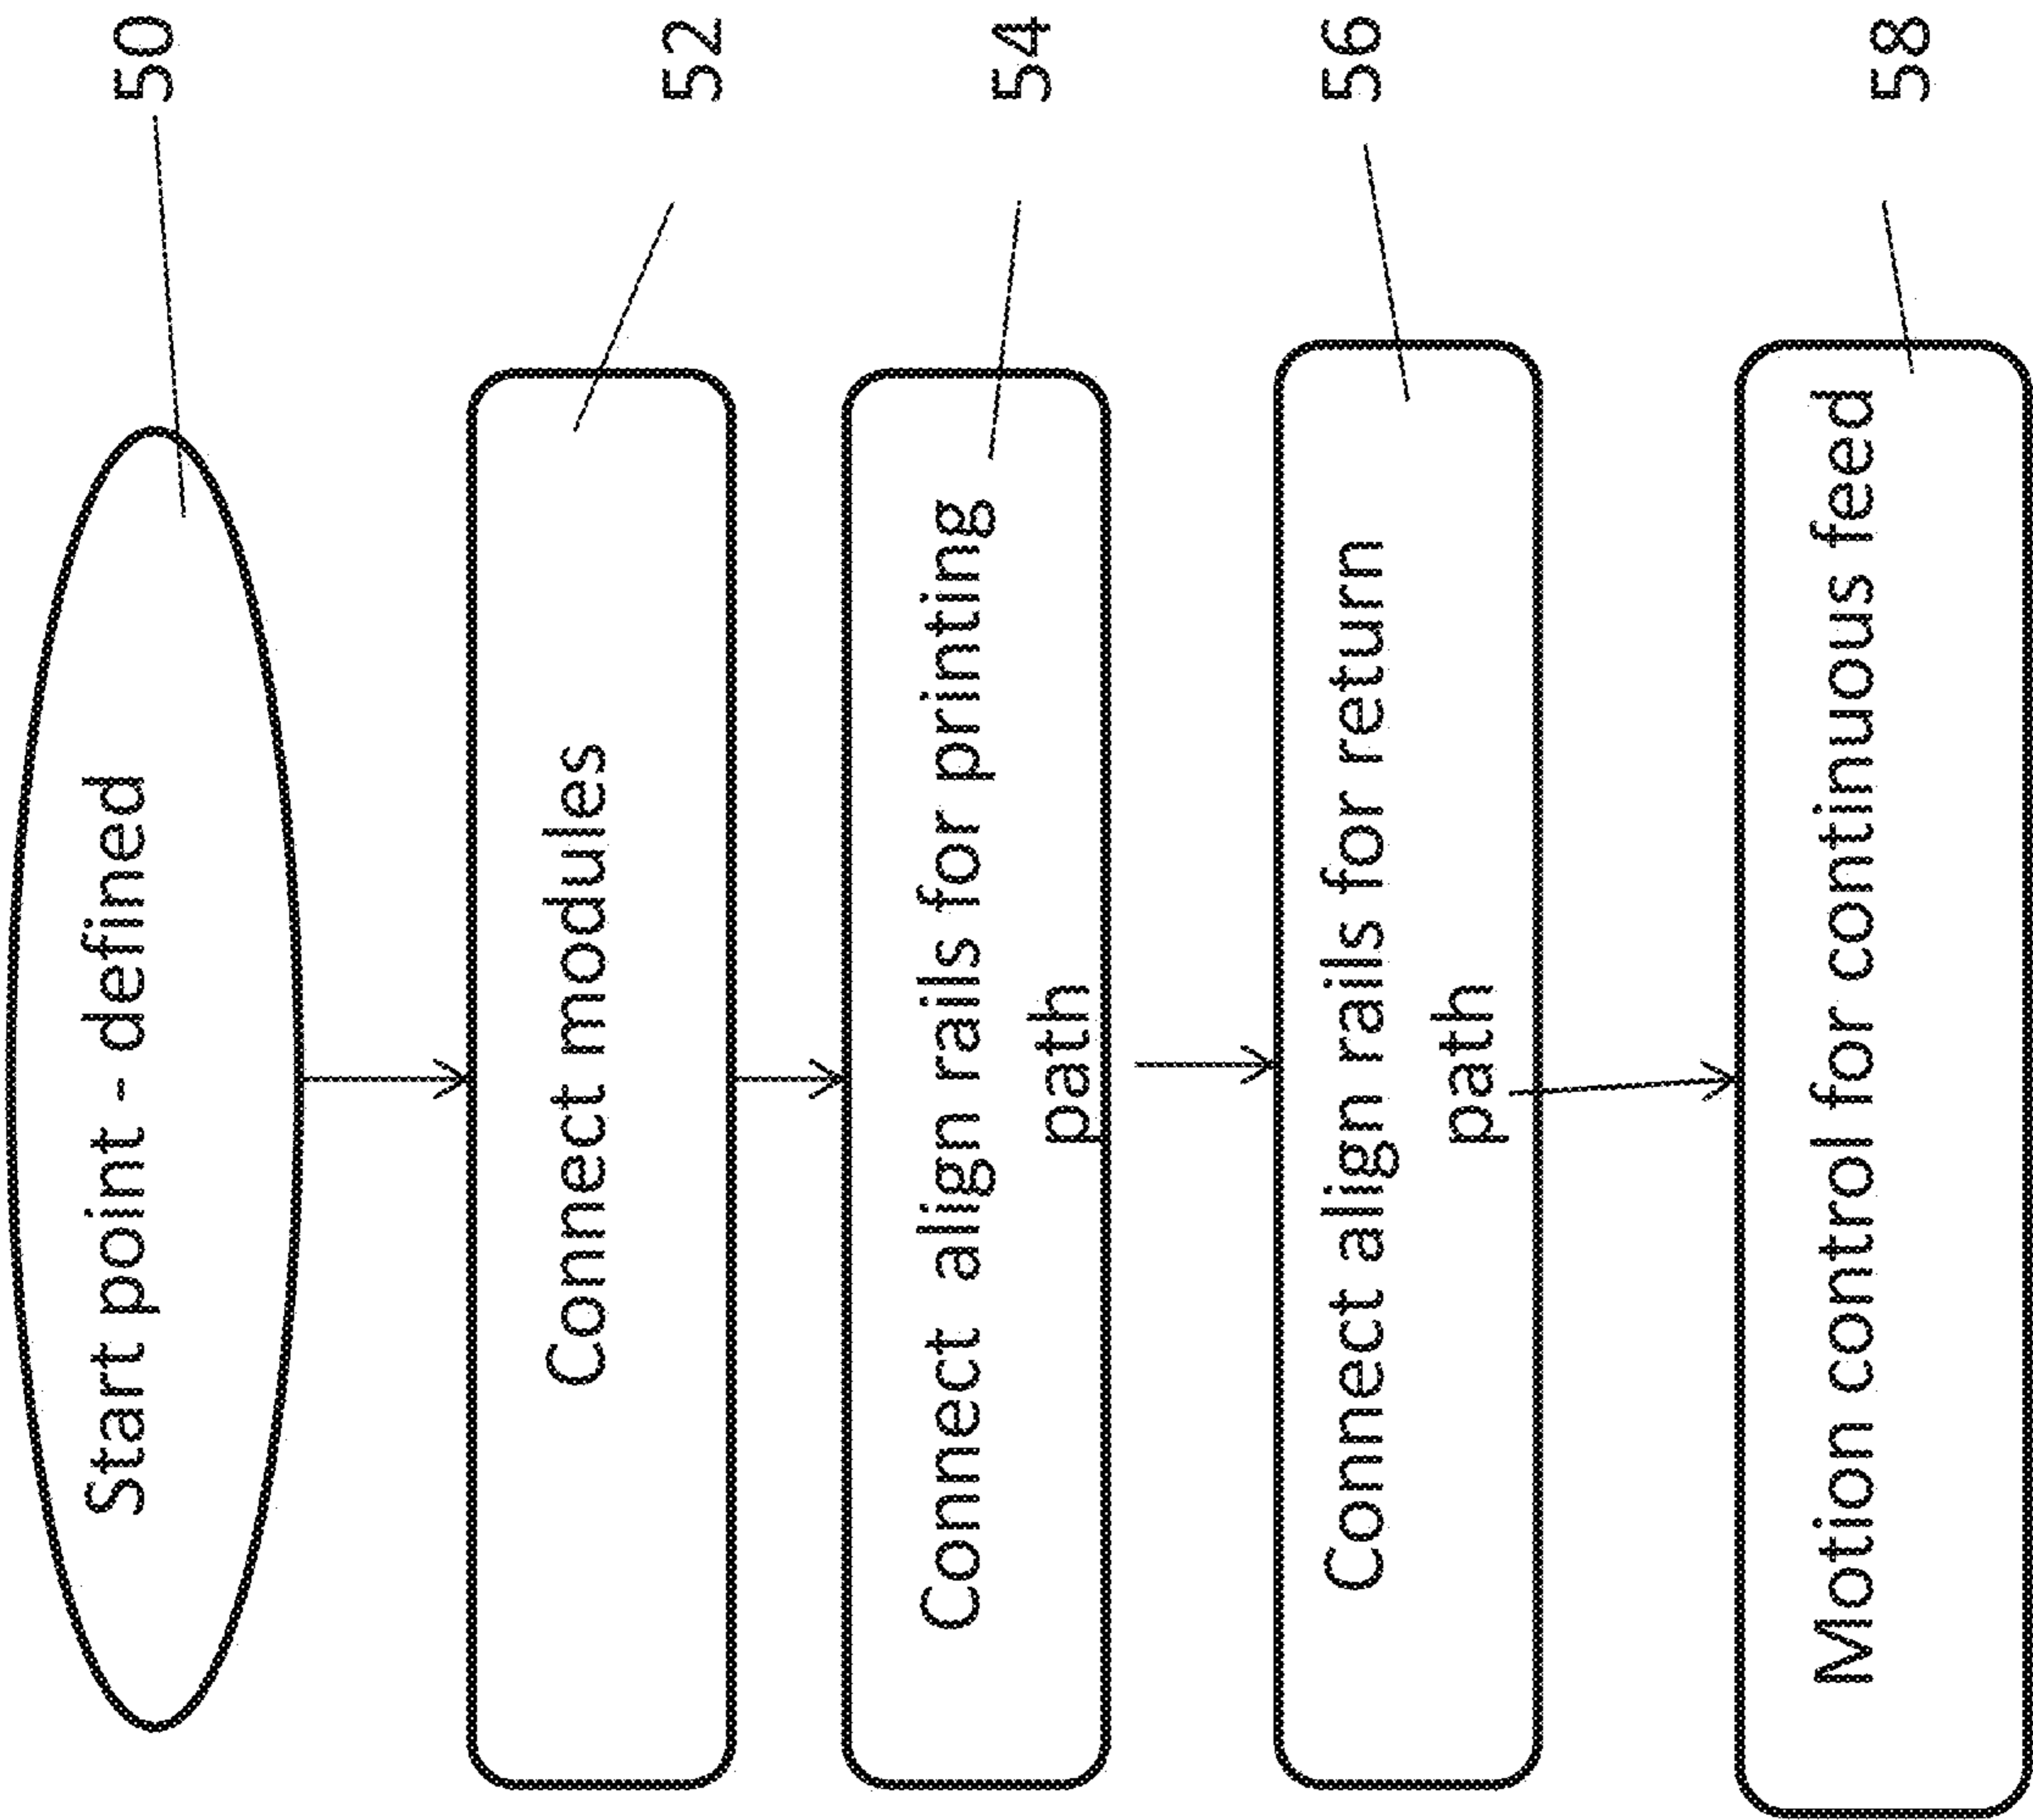 Start point - defined
50
Connect modules
52
Connect align rails for printing
path
54
Connect align rails for return
path
56
Motion control for continuous feed
58